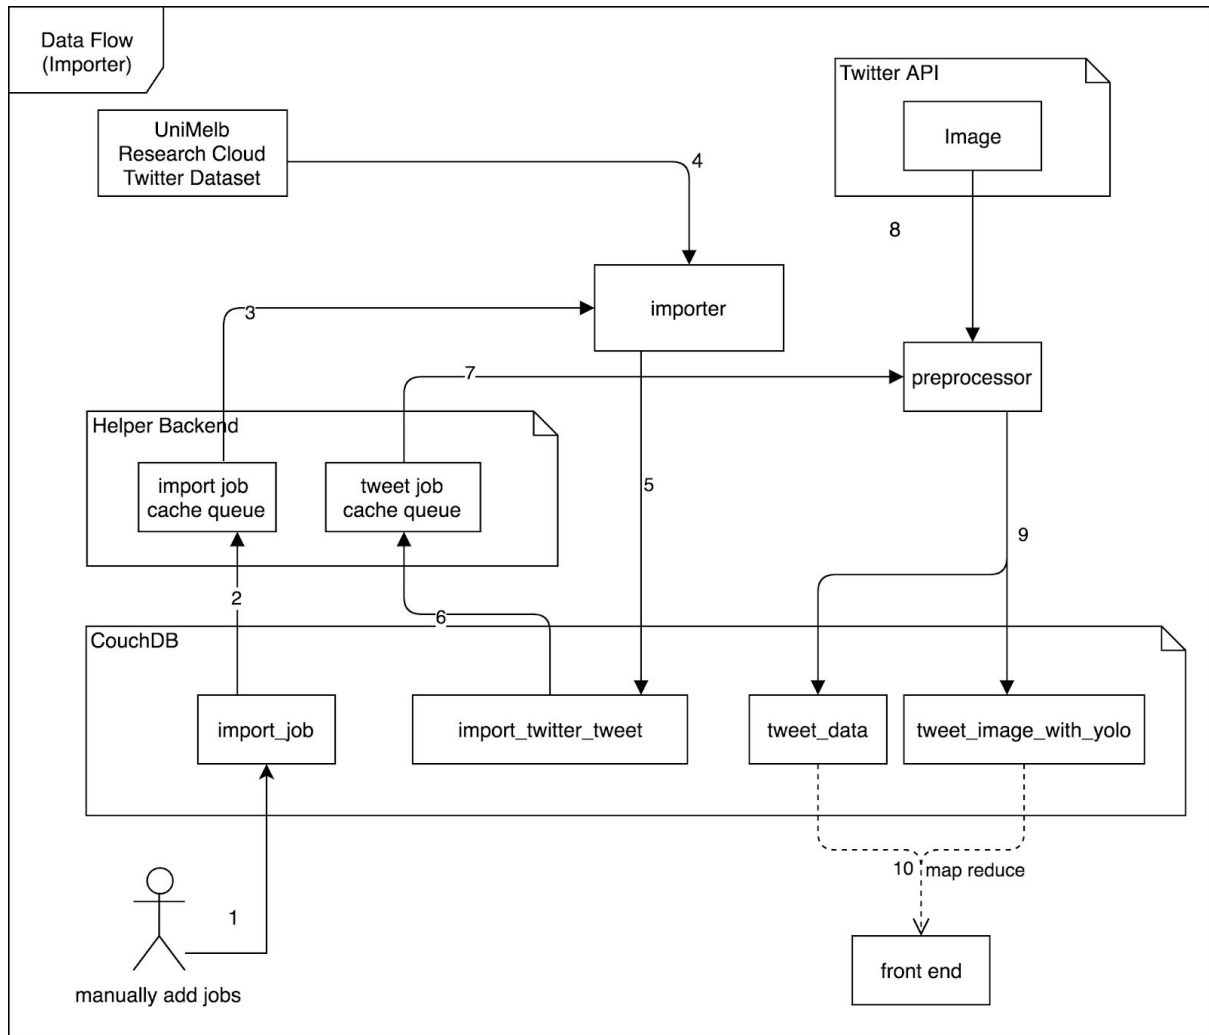 Data Flow
(Importer)
Twitter API
UniMelb
Research Cloud
Twitter Dataset
Image
4
8
importer
3
preprocessor
7
Helper Backend
import job
cache queue
tweet job
cache queue
5
9
2
6
CouchDB
import_job
import_twitter_tweet
tweet_data
tweet_image_with_yolo
10
map reduce
1
front end
manually add jobs